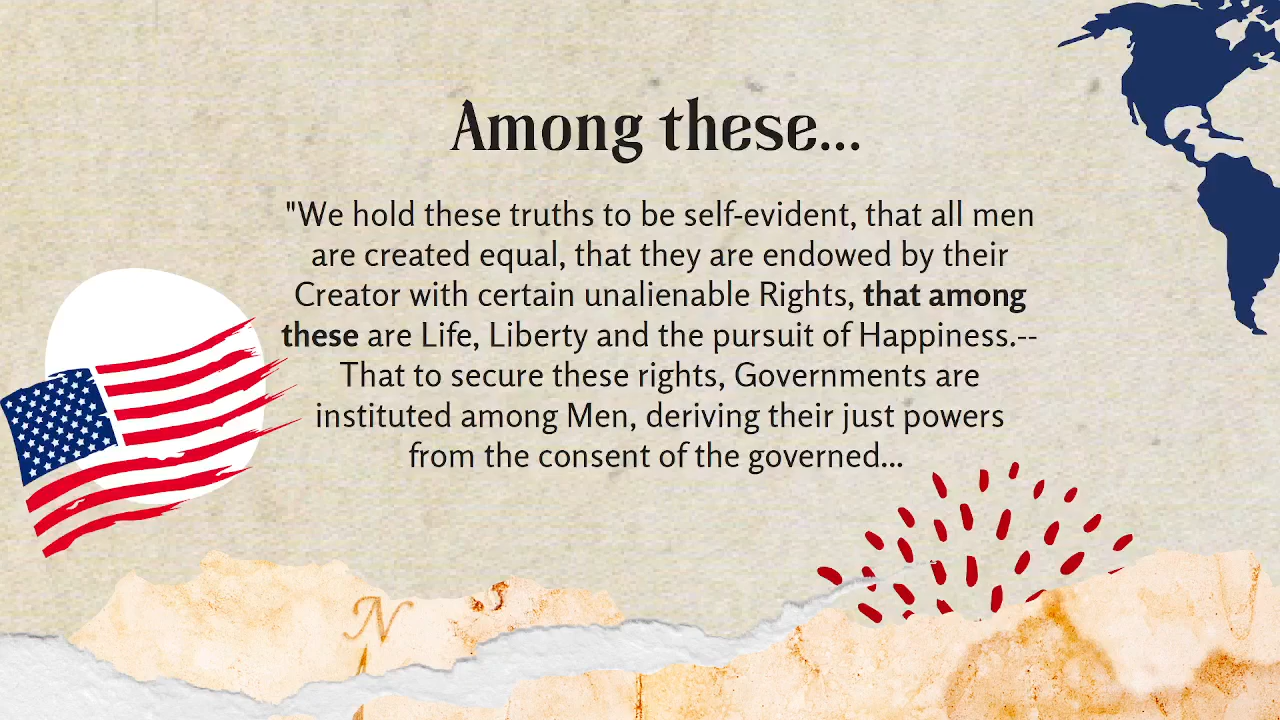 Among these...
"We hold these truths to be self-evident, that all men
are created equal, that they are endowed by their
Creator with certain unalienable Rights, that among
these are Life, Liberty and the pursuit of Happiness.--
That to secure these rights, Governments are
instituted among Men, deriving their just powers
from the consent of the governed...
N